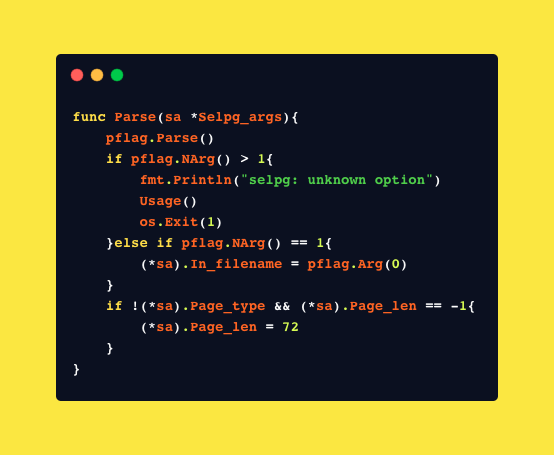 func Parse(sa *Selpg_args){
    pflag.Parse()
    if pflag.NArg() > 1{
        fmt.Println("selpg: unknown option")
        Usage()
        os.Exit(1)
    }else if pflag.NArg() == 1{
        (*sa).In_filename = pflag.Arg(0)
    }
    if !(*sa).Page_type && (*sa).Page_len == -1{
        (*sa).Page_len = 72
    }
}